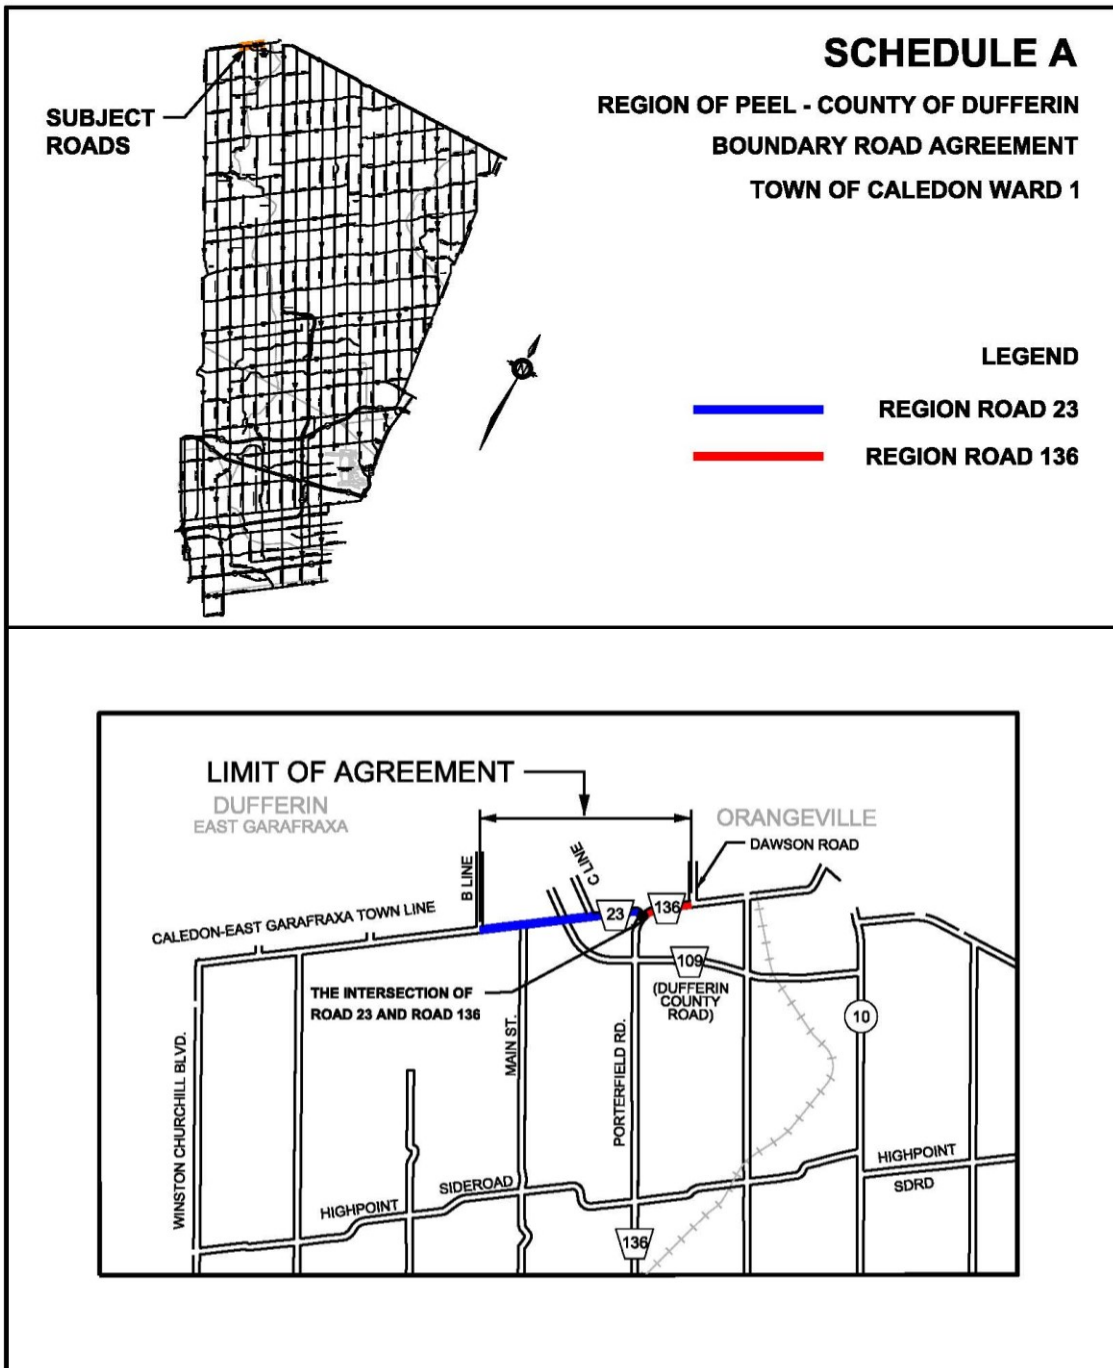 SCHEDULE A
REGION OF PEEL - COUNTY OF DUFFERIN
BOUNDARY ROAD AGREEMENT
TOWN OF CALEDON WARD 1
SUBJECT
ROADS
N
LEGEND
REGION ROAD 23
REGION ROAD 136
LIMIT OF AGREEMENT
DUFFERIN
EAST GARAFRAXA
ORANGEVILLE
DAWSON ROAD
B LINE
C LINE
CALEDON-EAST GARAFRAXA TOWN LINE
23
136
109
(DUFFERIN
COUNTY
ROAD)
THE INTERSECTION OF
ROAD 23 AND ROAD 136
10
WINSTON CHURCHILL BLVD.
MAIN ST.
PORTERFIELD RD.
HIGHPOINT
SIDEROAD
HIGHPOINT
SDRD
136